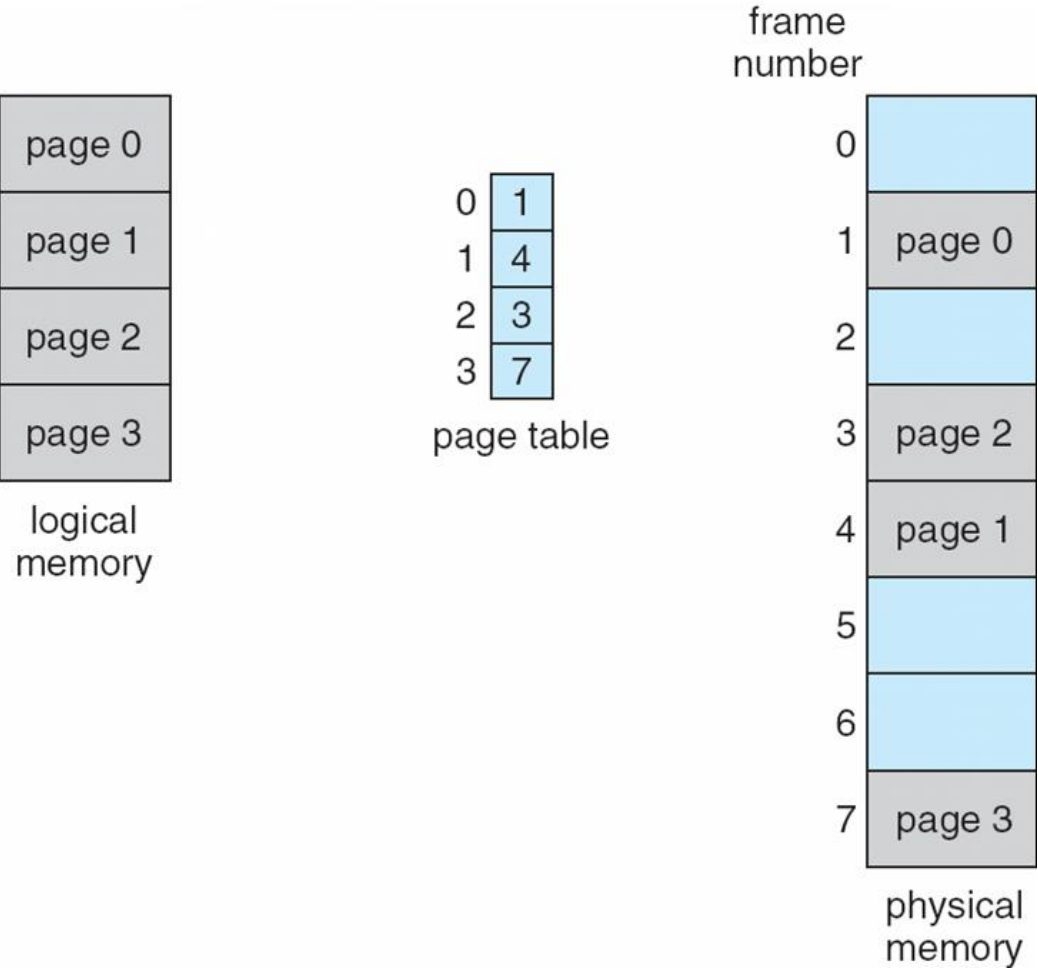 frame
number
page 0
page 1
page 2
page 3
logical
memory
0 1
1 4
2 3
3 7
page table
0
1 page 0
2
3 page 2
4 page 1
5
6
7 page 3
physical
memory